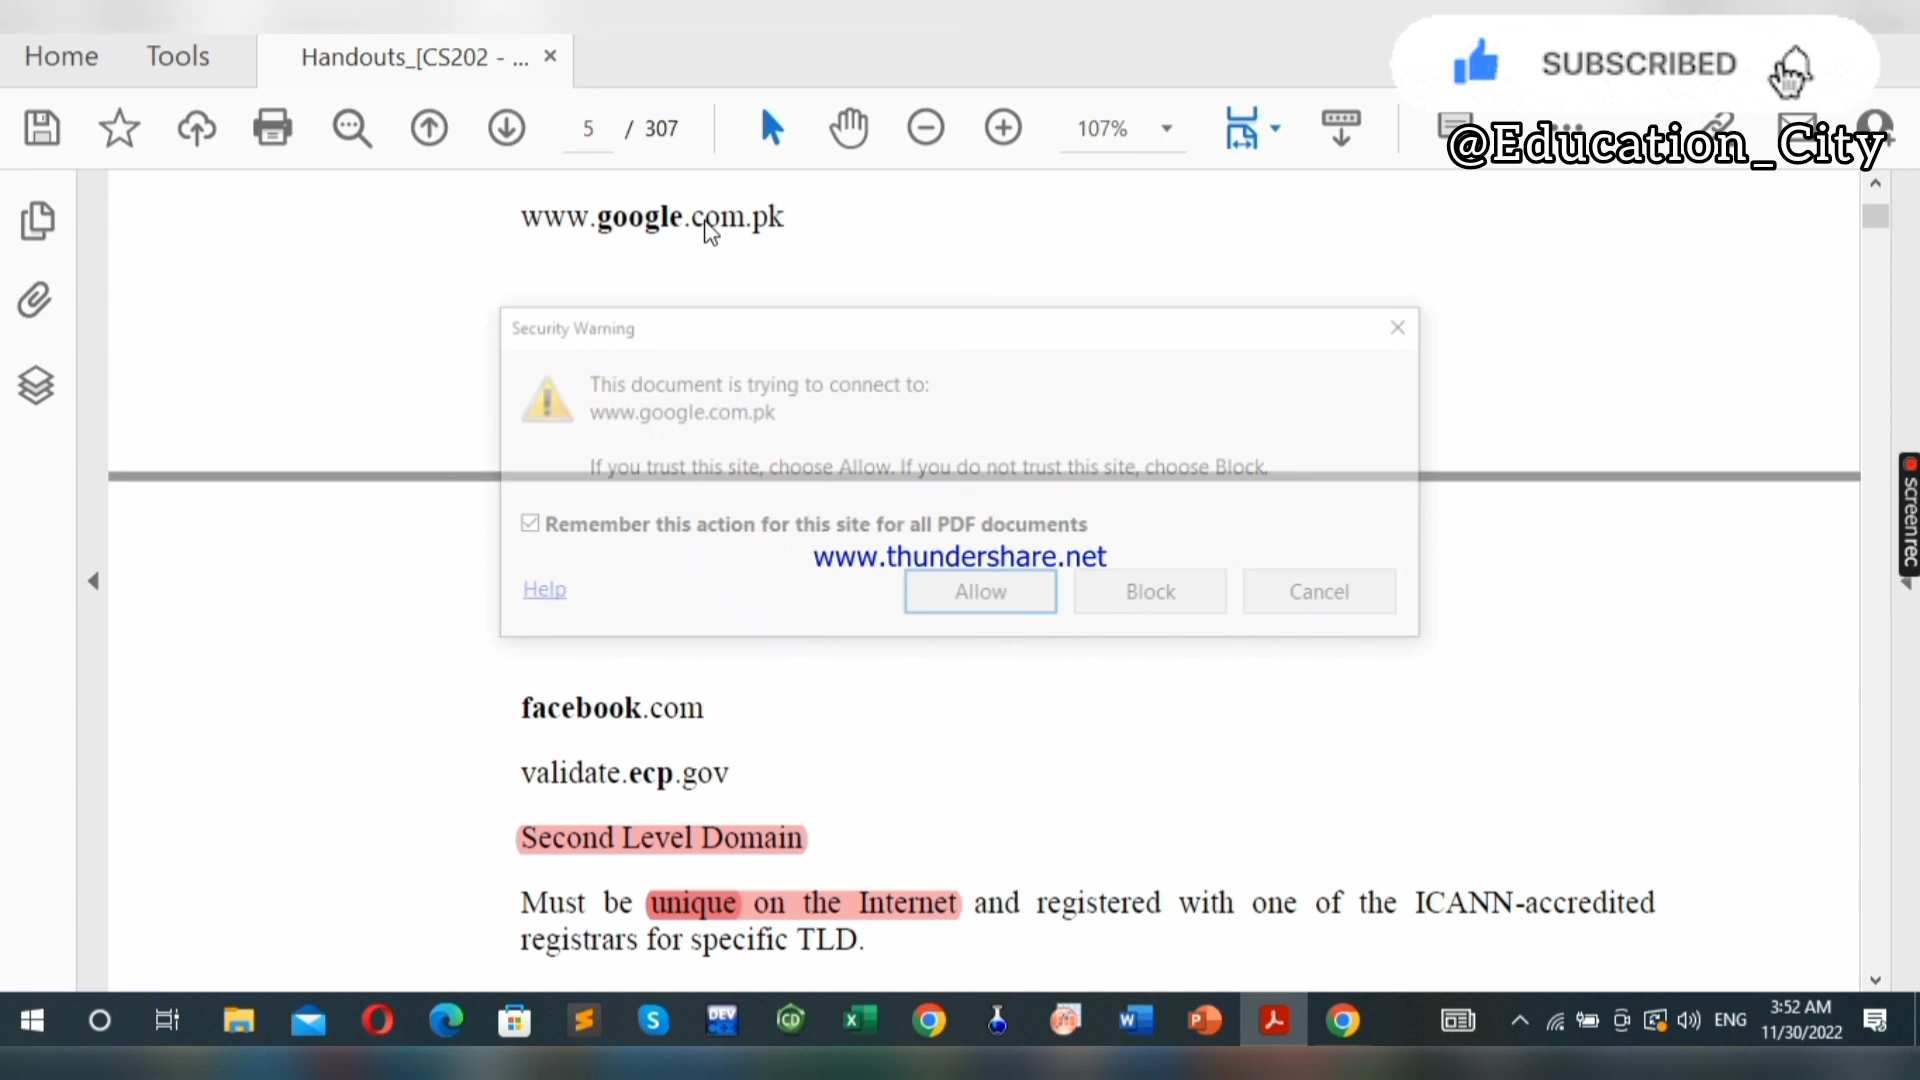 Home Tools Handouts_[CS202 - ... ×
SUBSCRIBED
@Education_City
5 / 307 107%
www.google.com.pk
Security Warning
This document is trying to connect to:
www.google.com.pk
If you trust this site, choose Allow. If you do not trust this site, choose Block.
Remember this action for this site for all PDF documents
www.thundershare.net
Help Allow Block Cancel
screenrec
facebook.com
validate.ecp.gov
Second Level Domain
Must be unique on the Internet and registered with one of the ICANN-accredited
registrars for specific TLD.
DEV
CD
ENG
3:52 AM
11/30/2022